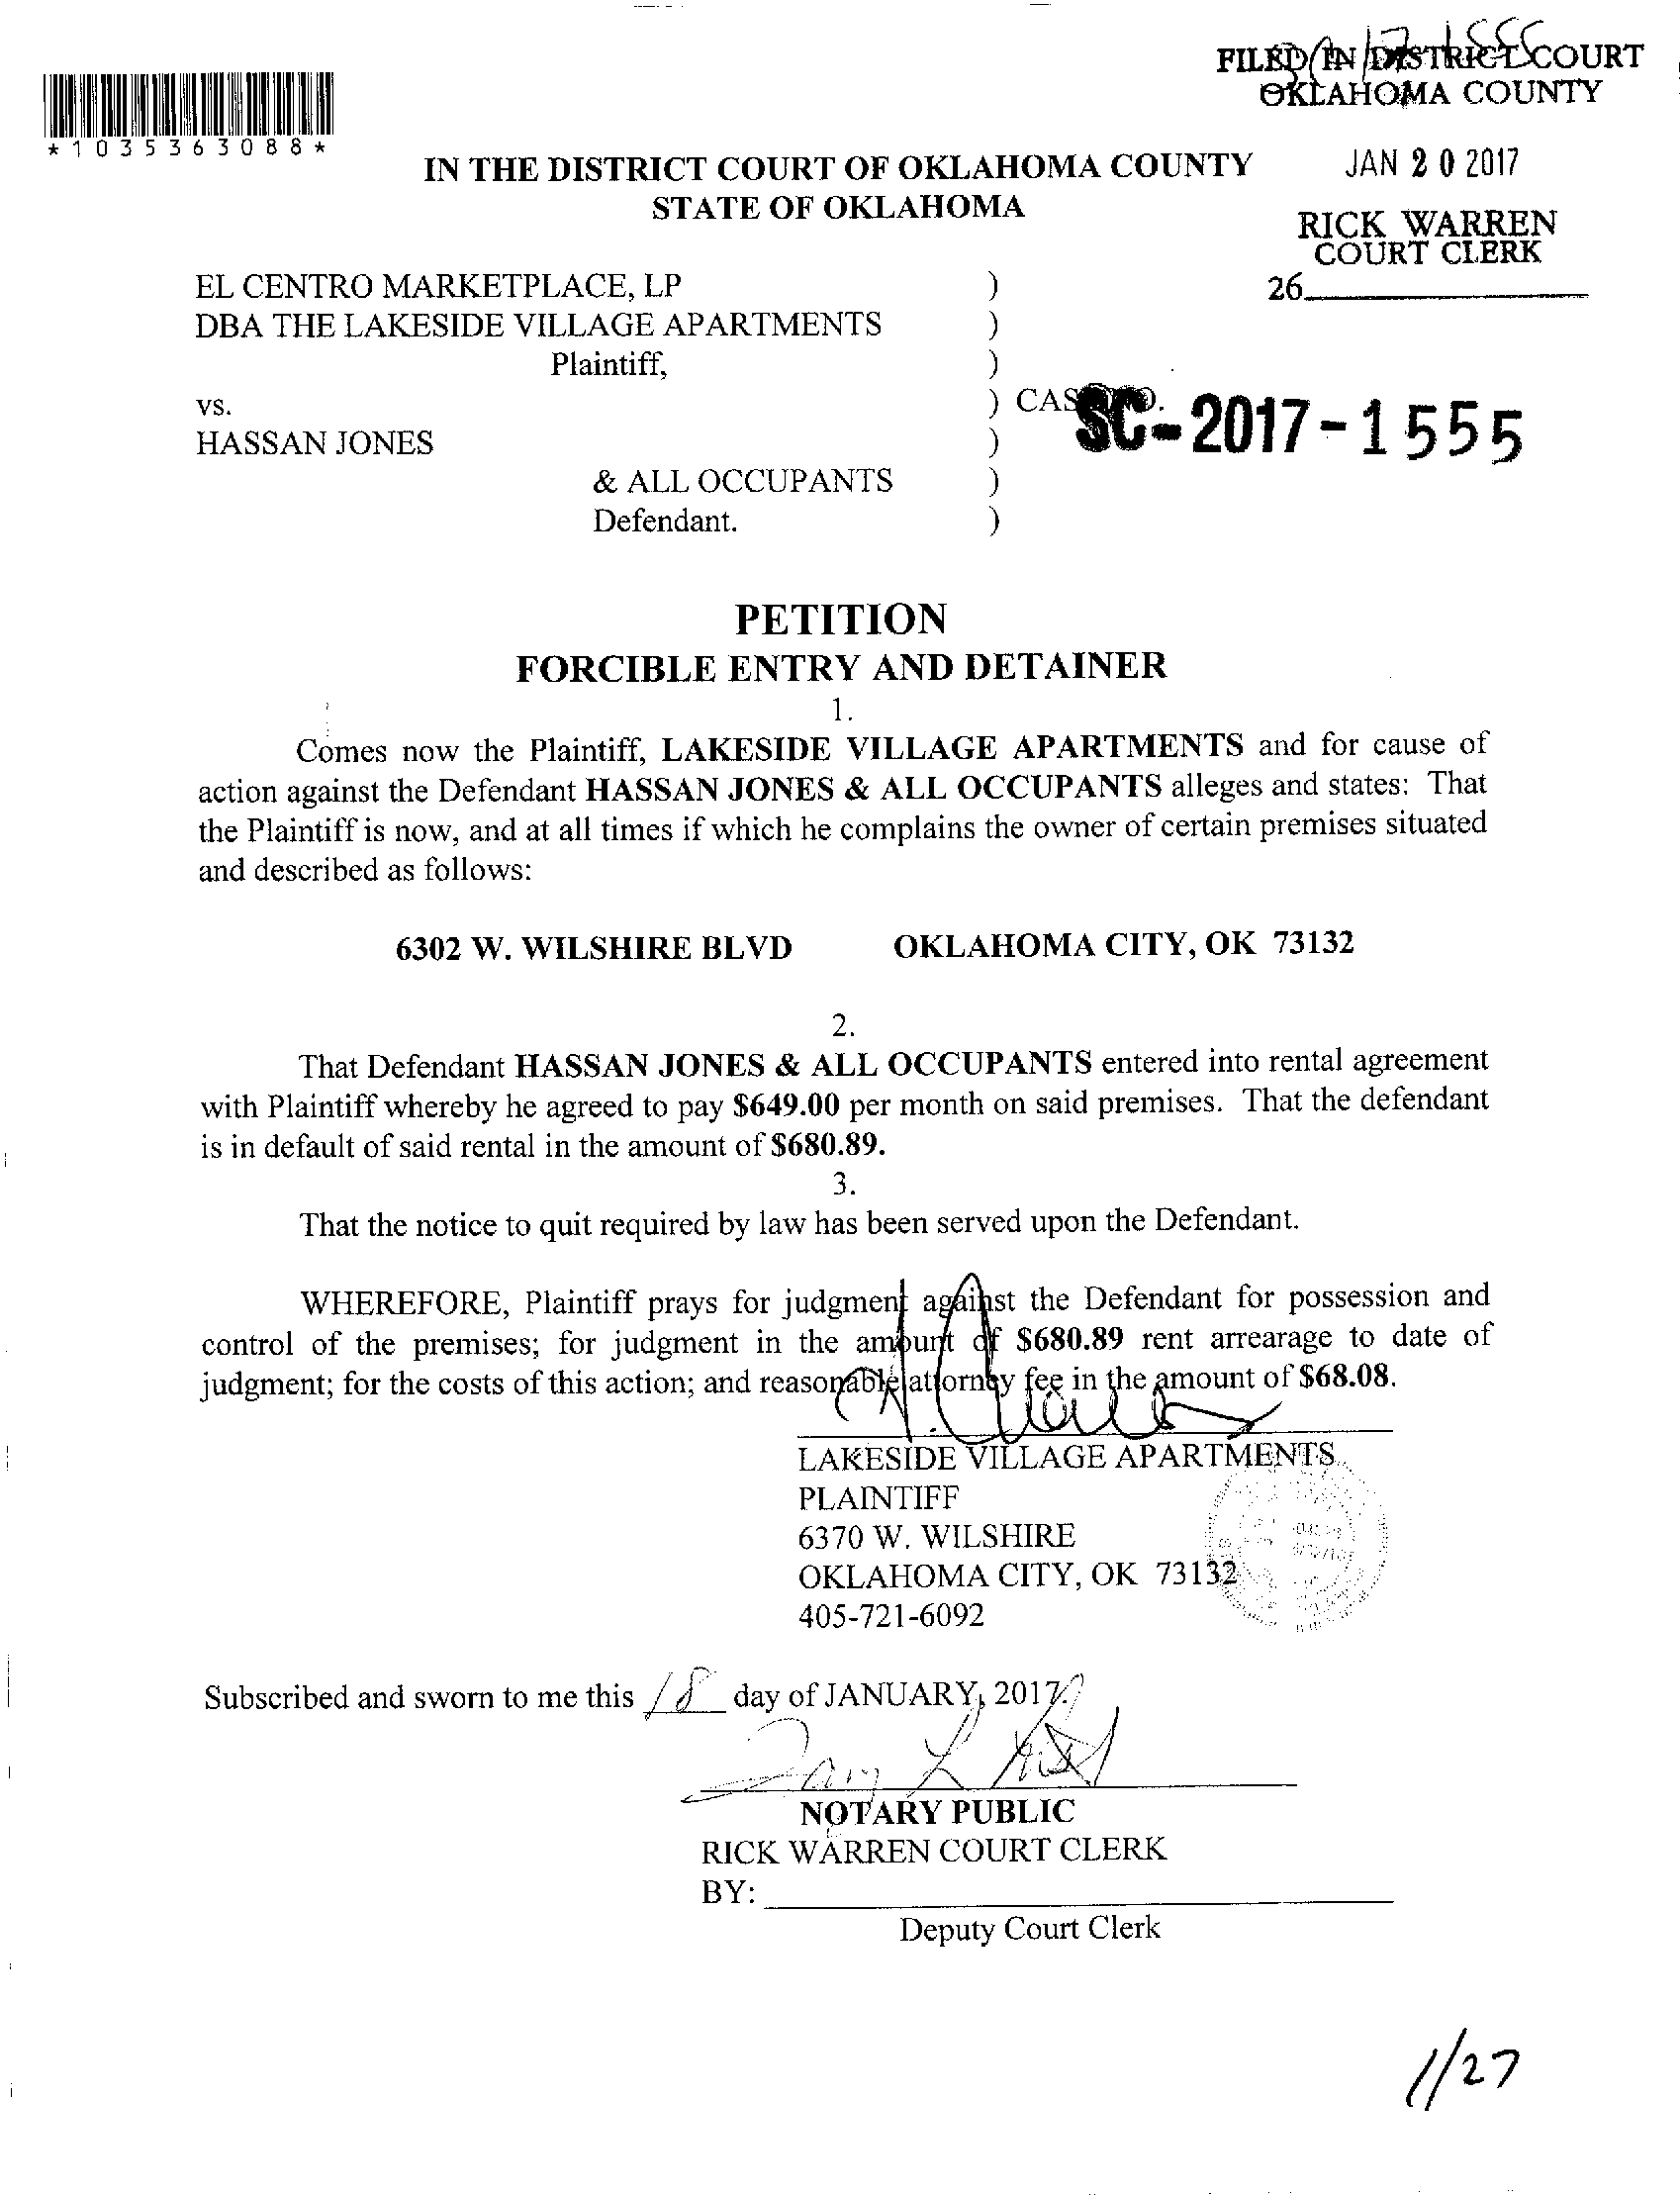 FILED IN DISTRICT COURT
OKLAHOMA COUNTY
*1035363088*
JAN 20 2017
IN THE DISTRICT COURT OF OKLAHOMA COUNTY
STATE OF OKLAHOMA
RICK WARREN
COURT CLERK
26
EL CENTRO MARKETPLACE, LP )
DBA THE LAKESIDE VILLAGE APARTMENTS )
Plaintiff, )
vs. )
SC-2017-1555
HASSAN JONES )
& ALL OCCUPANTS )
Defendant. )
PETITION
FORCIBLE ENTRY AND DETAINER
1.
Comes now the Plaintiff, LAKESIDE VILLAGE APARTMENTS and for cause of
action against the Defendant HASSAN JONES & ALL OCCUPANTS alleges and states: That
the Plaintiff is now, and at all times if which he complains the owner of certain premises situated
and described as follows:
6302 W. WILSHIRE BLVD OKLAHOMA CITY, OK 73132
2.
That Defendant HASSAN JONES & ALL OCCUPANTS entered into rental agreement
with Plaintiff whereby he agreed to pay $649.00 per month on said premises. That the defendant
is in default of said rental in the amount of $680.89.
3.
That the notice to quit required by law has been served upon the Defendant.
WHEREFORE, Plaintiff prays for judgment against the Defendant for possession and
control of the premises; for judgment in the amount of $680.89 rent arrearage to date of
judgment; for the costs of this action; and reasonable attorney fee in the amount of $68.08.
LAKESIDE VILLAGE APARTMENTS
PLAINTIFF
6370 W. WILSHIRE
OKLAHOMA CITY, OK 73132
405-721-6092
Subscribed and sworn to me this 18 day of JANUARY, 2017.
NOTARY PUBLIC
RICK WARREN COURT CLERK
BY:
Deputy Court Clerk
1/27